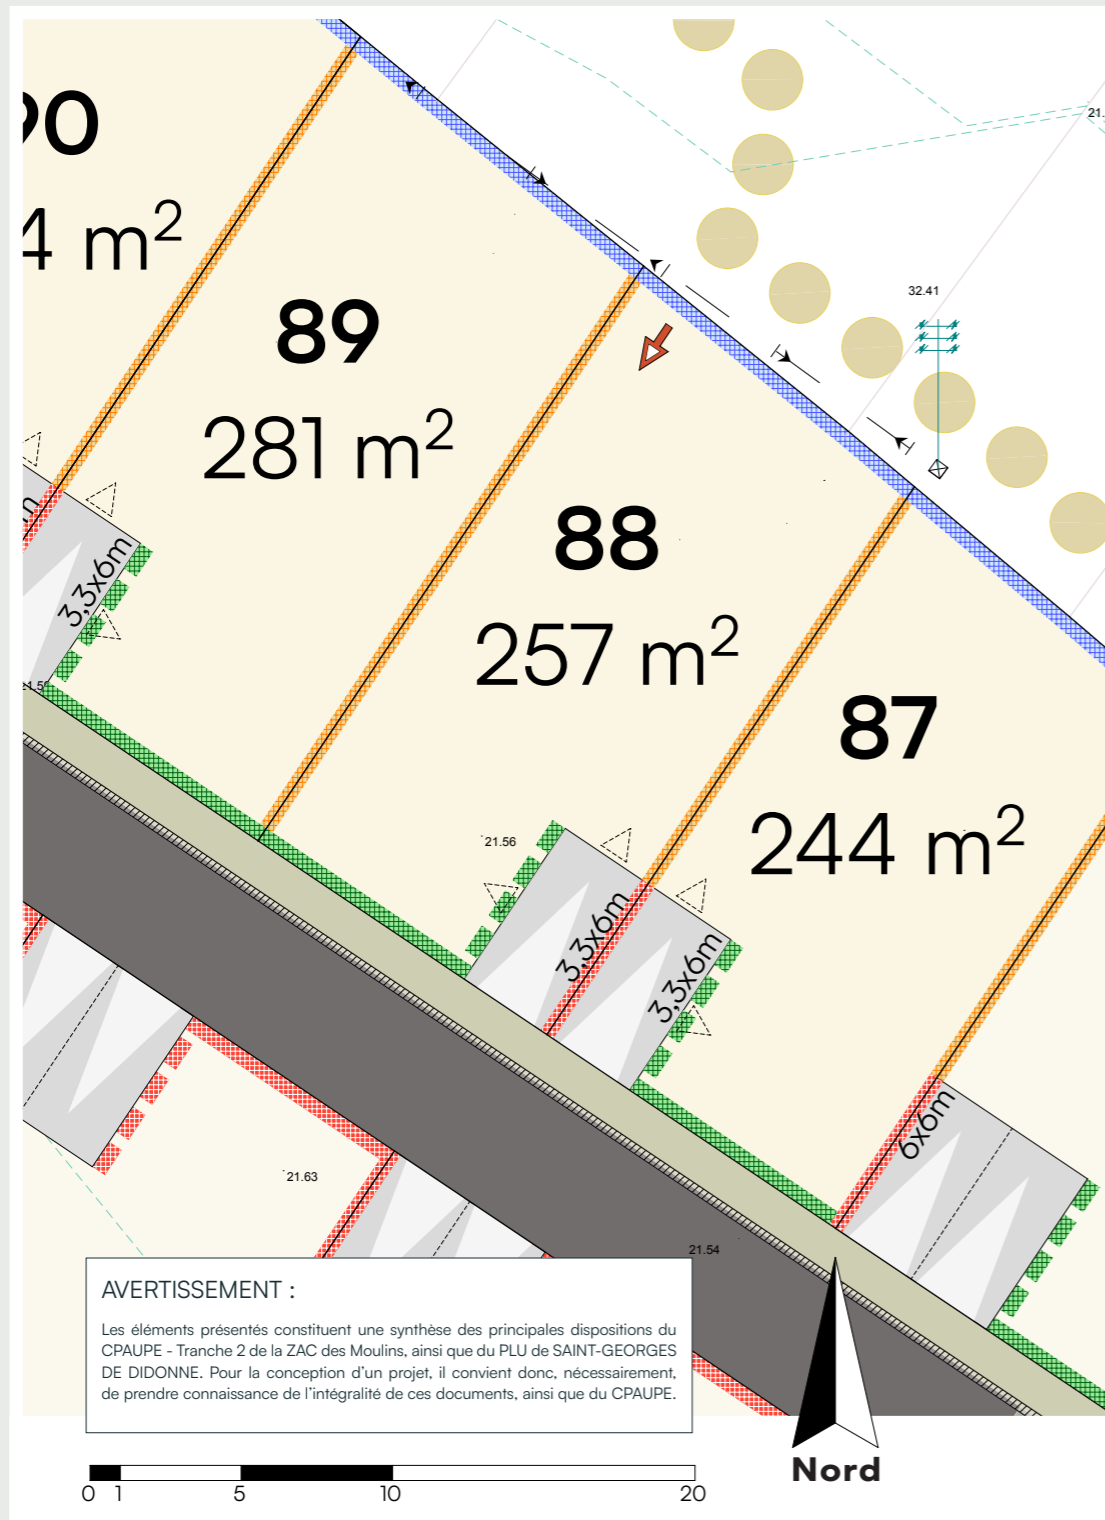 90
4 m²
89
281 m²
88
257 m²
87
244 m²
21.
32.41
3,3x6m
21.56
3,3x6m
3,3x6m
6x6m
21.63
21.54
AVERTISSEMENT :
Les éléments présentés constituent une synthèse des principales dispositions du
CPAUPE - Tranche 2 de la ZAC des Moulins, ainsi que du PLU de SAINT-GEORGES
DE DIDONNE. Pour la conception d'un projet, il convient donc, nécessairement,
de prendre connaissance de l'intégralité de ces documents, ainsi que du CPAUPE.
0 1 5 10 20
Nord